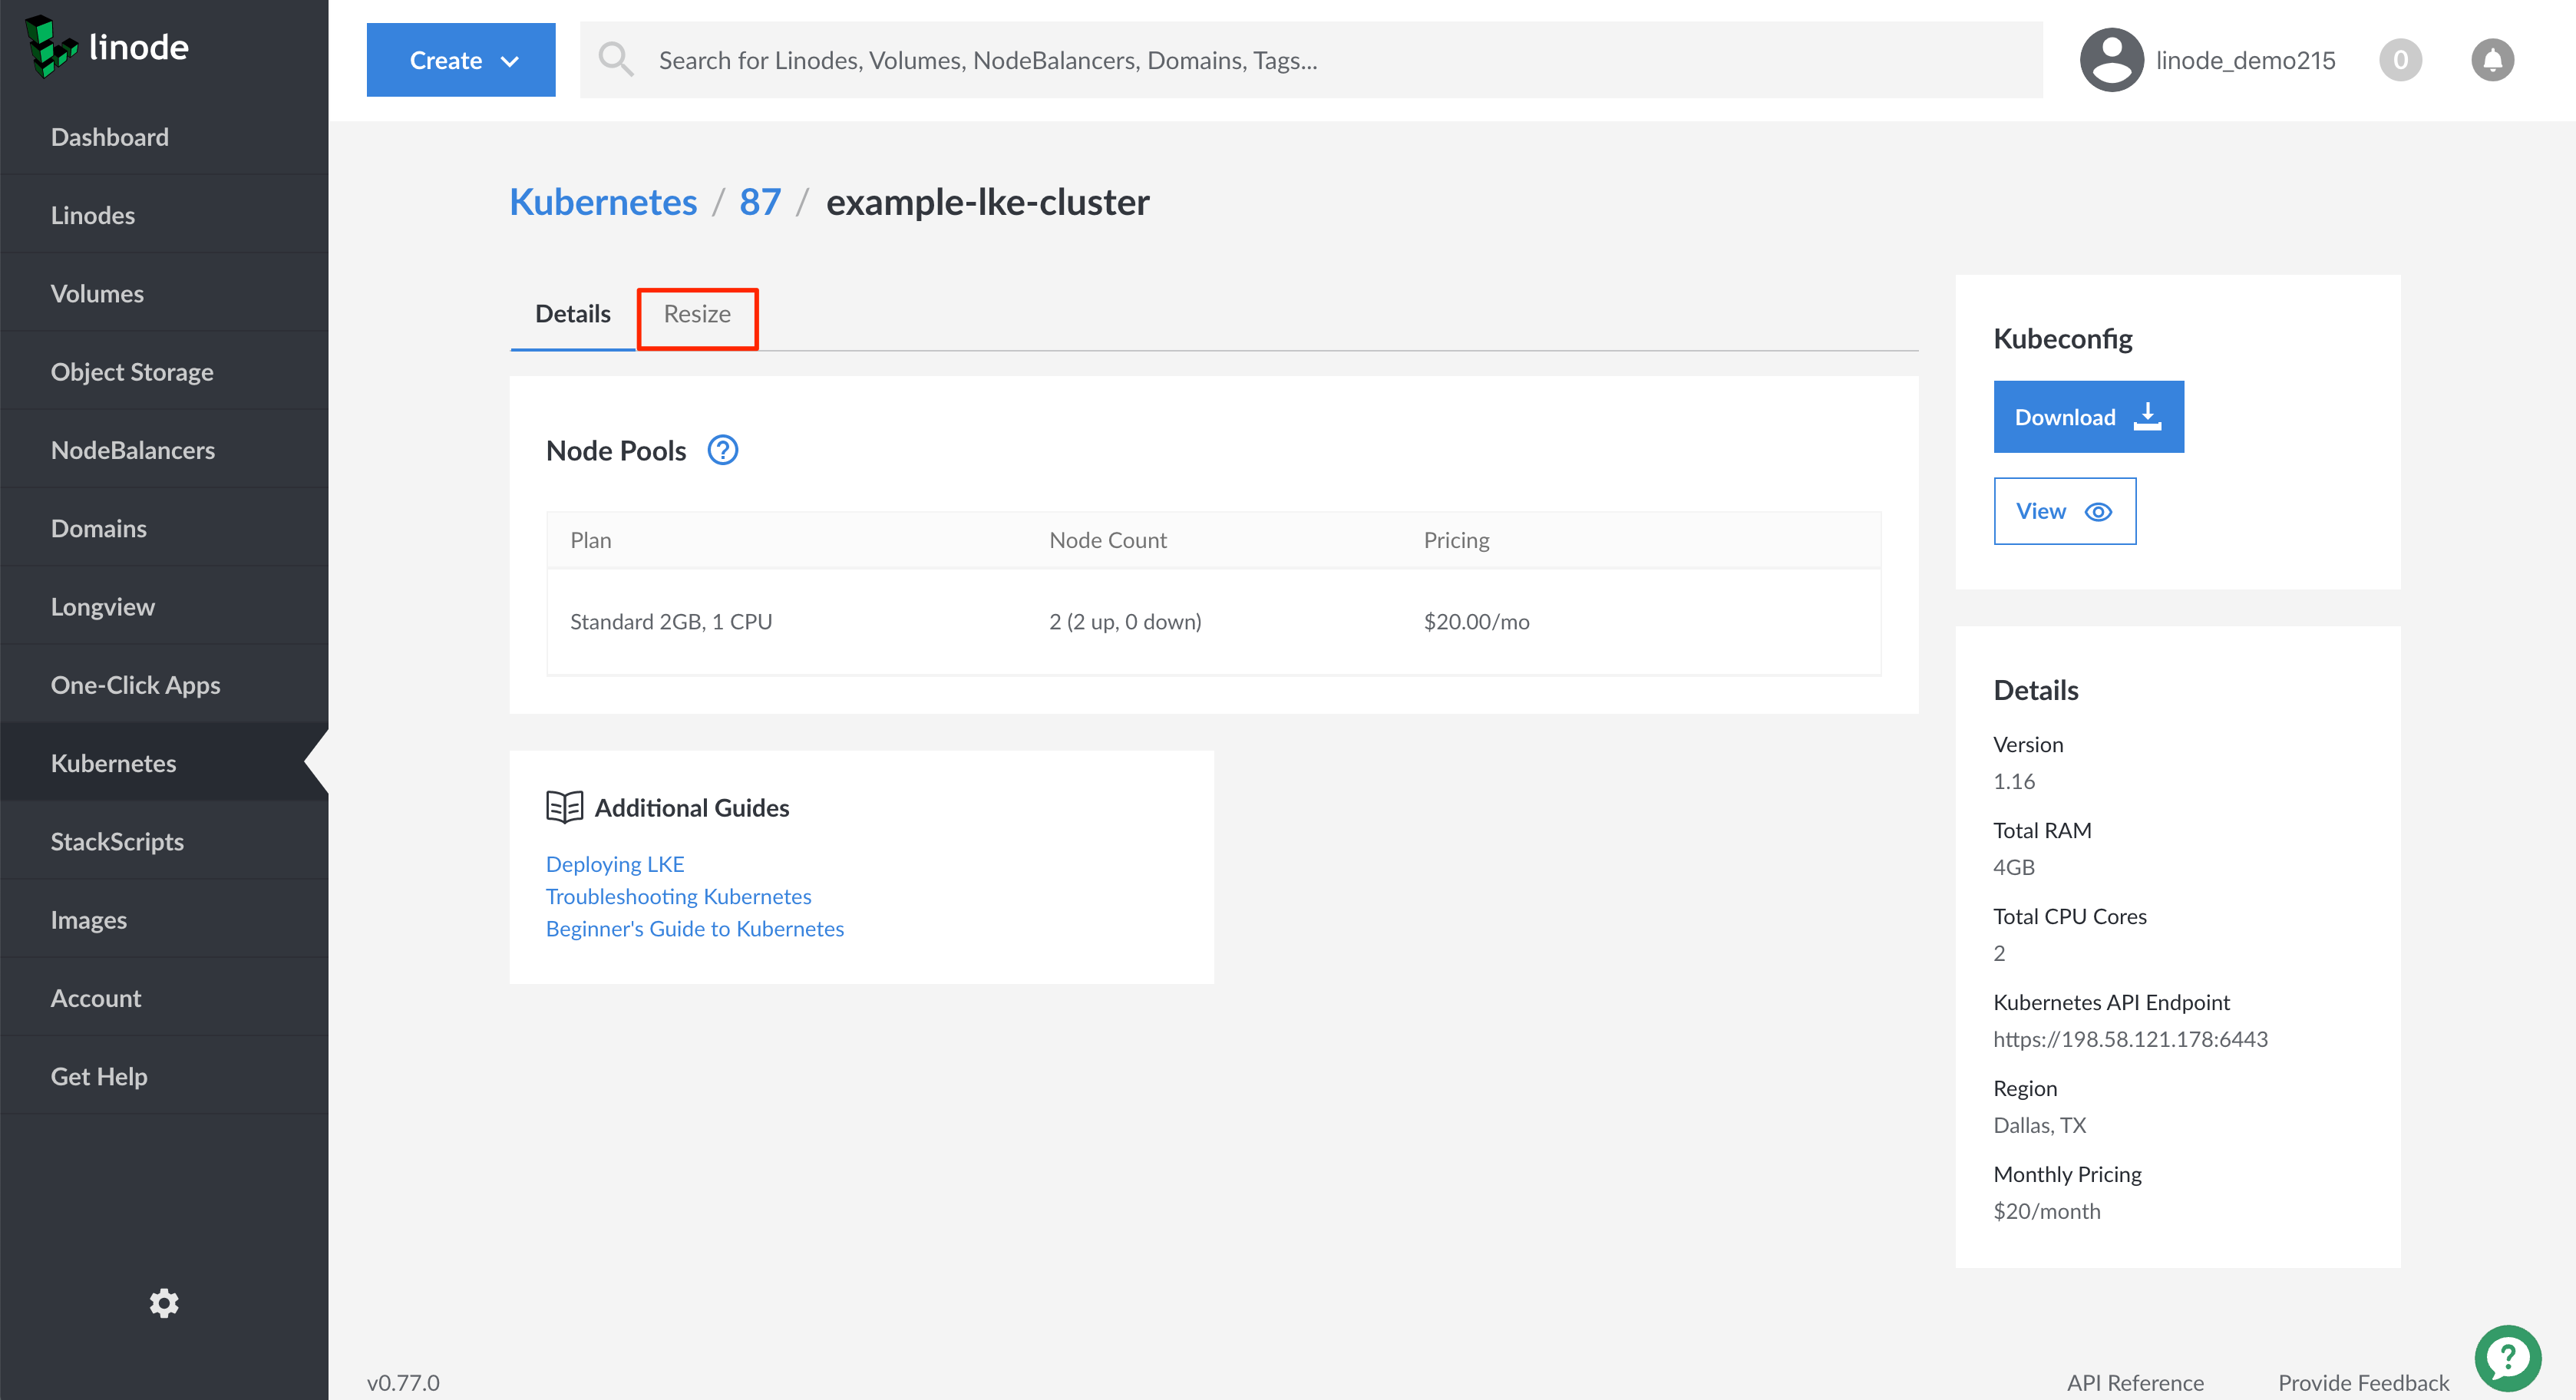 linode
Create
Search for Linodes, Volumes, NodeBalancers, Domains, Tags...
linode_demo215
0
Dashboard
Linodes
Volumes
Object Storage
NodeBalancers
Domains
Longview
One-Click Apps
Kubernetes
StackScripts
Images
Account
Get Help
Kubernetes / 87 / example-lke-cluster
Details Resize
Node Pools ?
Plan Node Count Pricing
Standard 2GB, 1 CPU 2 (2 up, 0 down) $20.00/mo
Additional Guides
Deploying LKE
Troubleshooting Kubernetes
Beginner's Guide to Kubernetes
Kubeconfig
Download
View
Details
Version
1.16
Total RAM
4GB
Total CPU Cores
2
Kubernetes API Endpoint
https://198.58.121.178:6443
Region
Dallas, TX
Monthly Pricing
$20/month
v0.77.0
API Reference
Provide Feedback
?